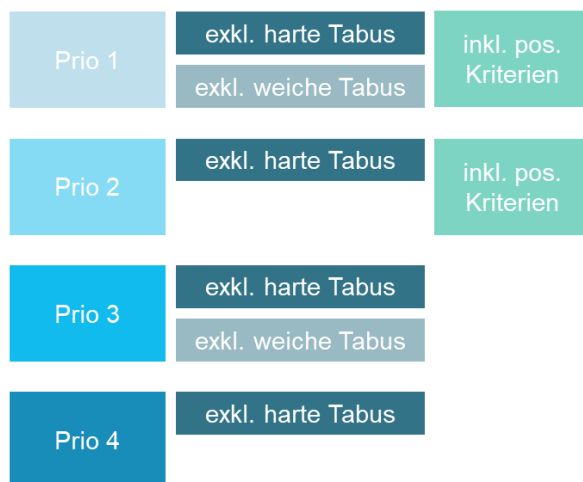 Prio 1
exkl. harte Tabus
exkl. weiche Tabus
inkl. pos.
Kriterien
Prio 2
exkl. harte Tabus
inkl. pos.
Kriterien
Prio 3
exkl. harte Tabus
exkl. weiche Tabus
Prio 4
exkl. harte Tabus